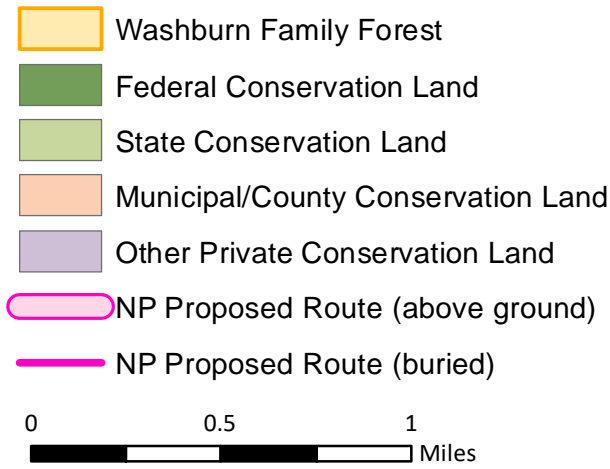 Washburn Family Forest
Federal Conservation Land
State Conservation Land
Municipal/County Conservation Land
Other Private Conservation Land
NP Proposed Route (above ground)
NP Proposed Route (buried)
0 0.5 1
Miles